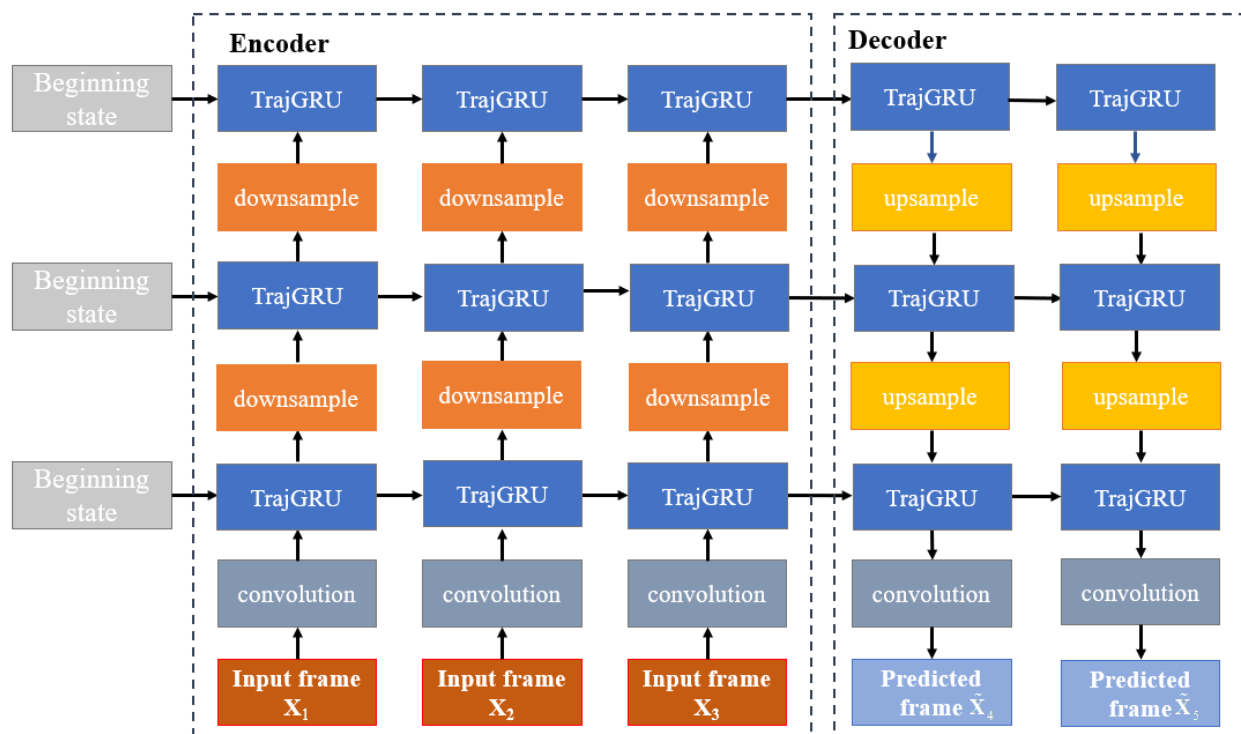 Encoder
Decoder
Beginning
state
TrajGRU
TrajGRU
TrajGRU
TrajGRU
TrajGRU
downsample
downsample
downsample
upsample
upsample
Beginning
state
TrajGRU
TrajGRU
TrajGRU
TrajGRU
TrajGRU
downsample
downsample
downsample
upsample
upsample
Beginning
state
TrajGRU
TrajGRU
TrajGRU
TrajGRU
TrajGRU
convolution
convolution
convolution
convolution
convolution
Input frame
X₁
Input frame
X₂
Input frame
X₃
Predicted
frame X̃₄
Predicted
frame X̃₅